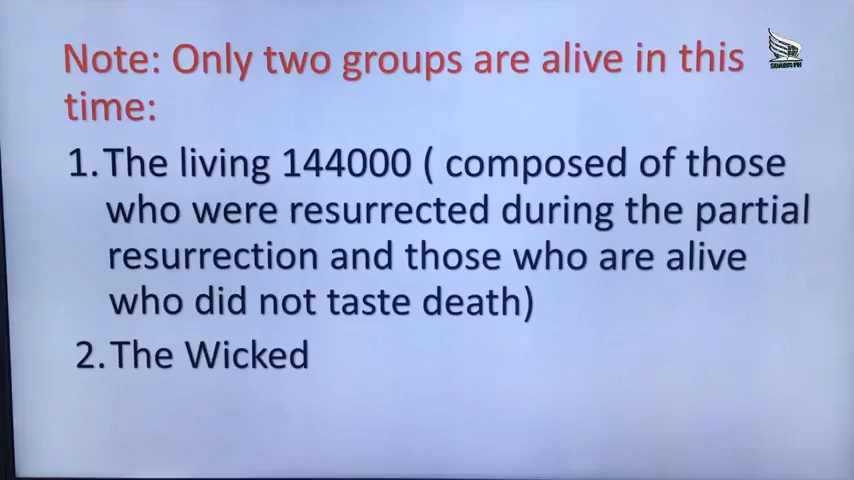 Note: Only two groups are alive in this
time:
1. The living 144000 ( composed of those
who were resurrected during the partial
resurrection and those who are alive
who did not taste death)
2. The Wicked